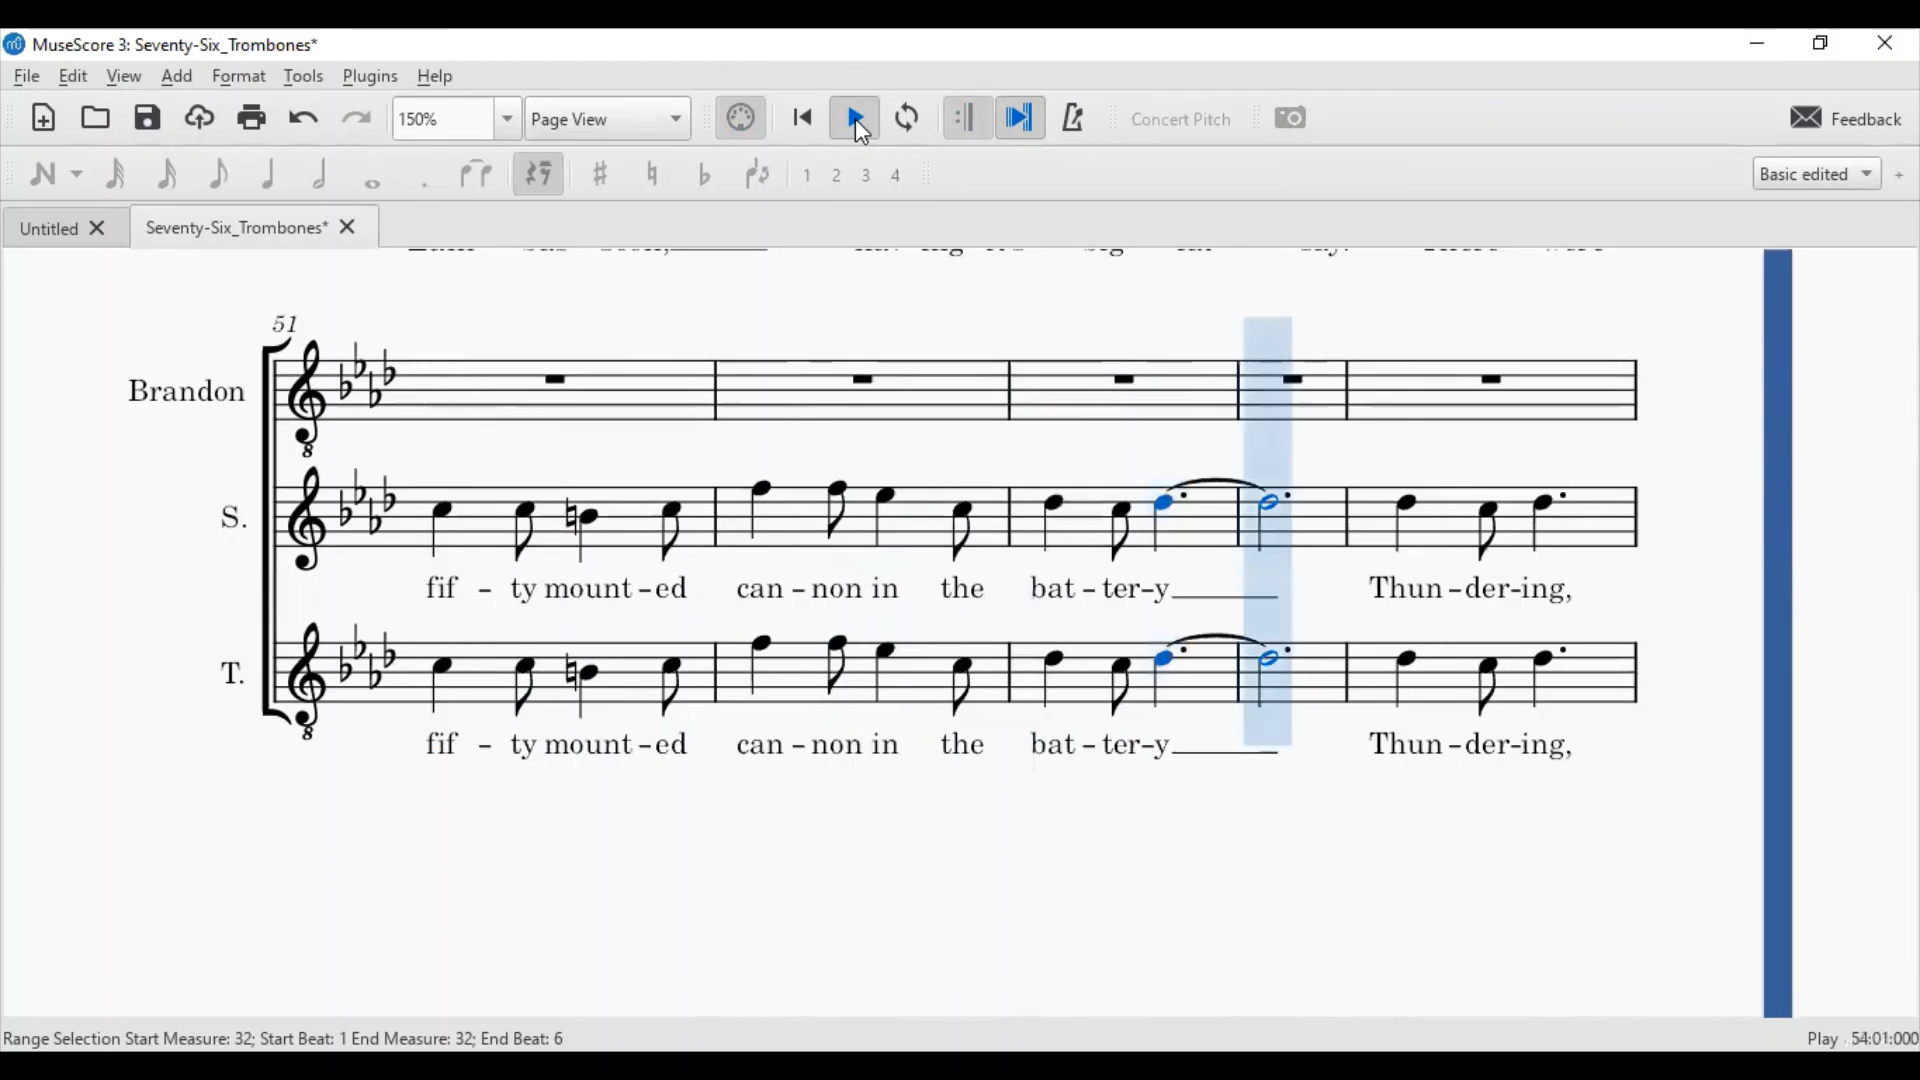 MuseScore 3: Seventy-Six_Trombones*
File Edit View Add Format Tools Plugins Help
150% Page View Concert Pitch Feedback
1 2 3 4 Basic edited
Untitled Seventy-Six_Trombones*
51
Brandon
8
S.
fif - ty mount - ed can - non in the bat - ter - y Thun - der - ing,
T.
8
fif - ty mount - ed can - non in the bat - ter - y Thun - der - ing,
Range Selection Start Measure: 32; Start Beat: 1 End Measure: 32; End Beat: 6 Play 54:01:000